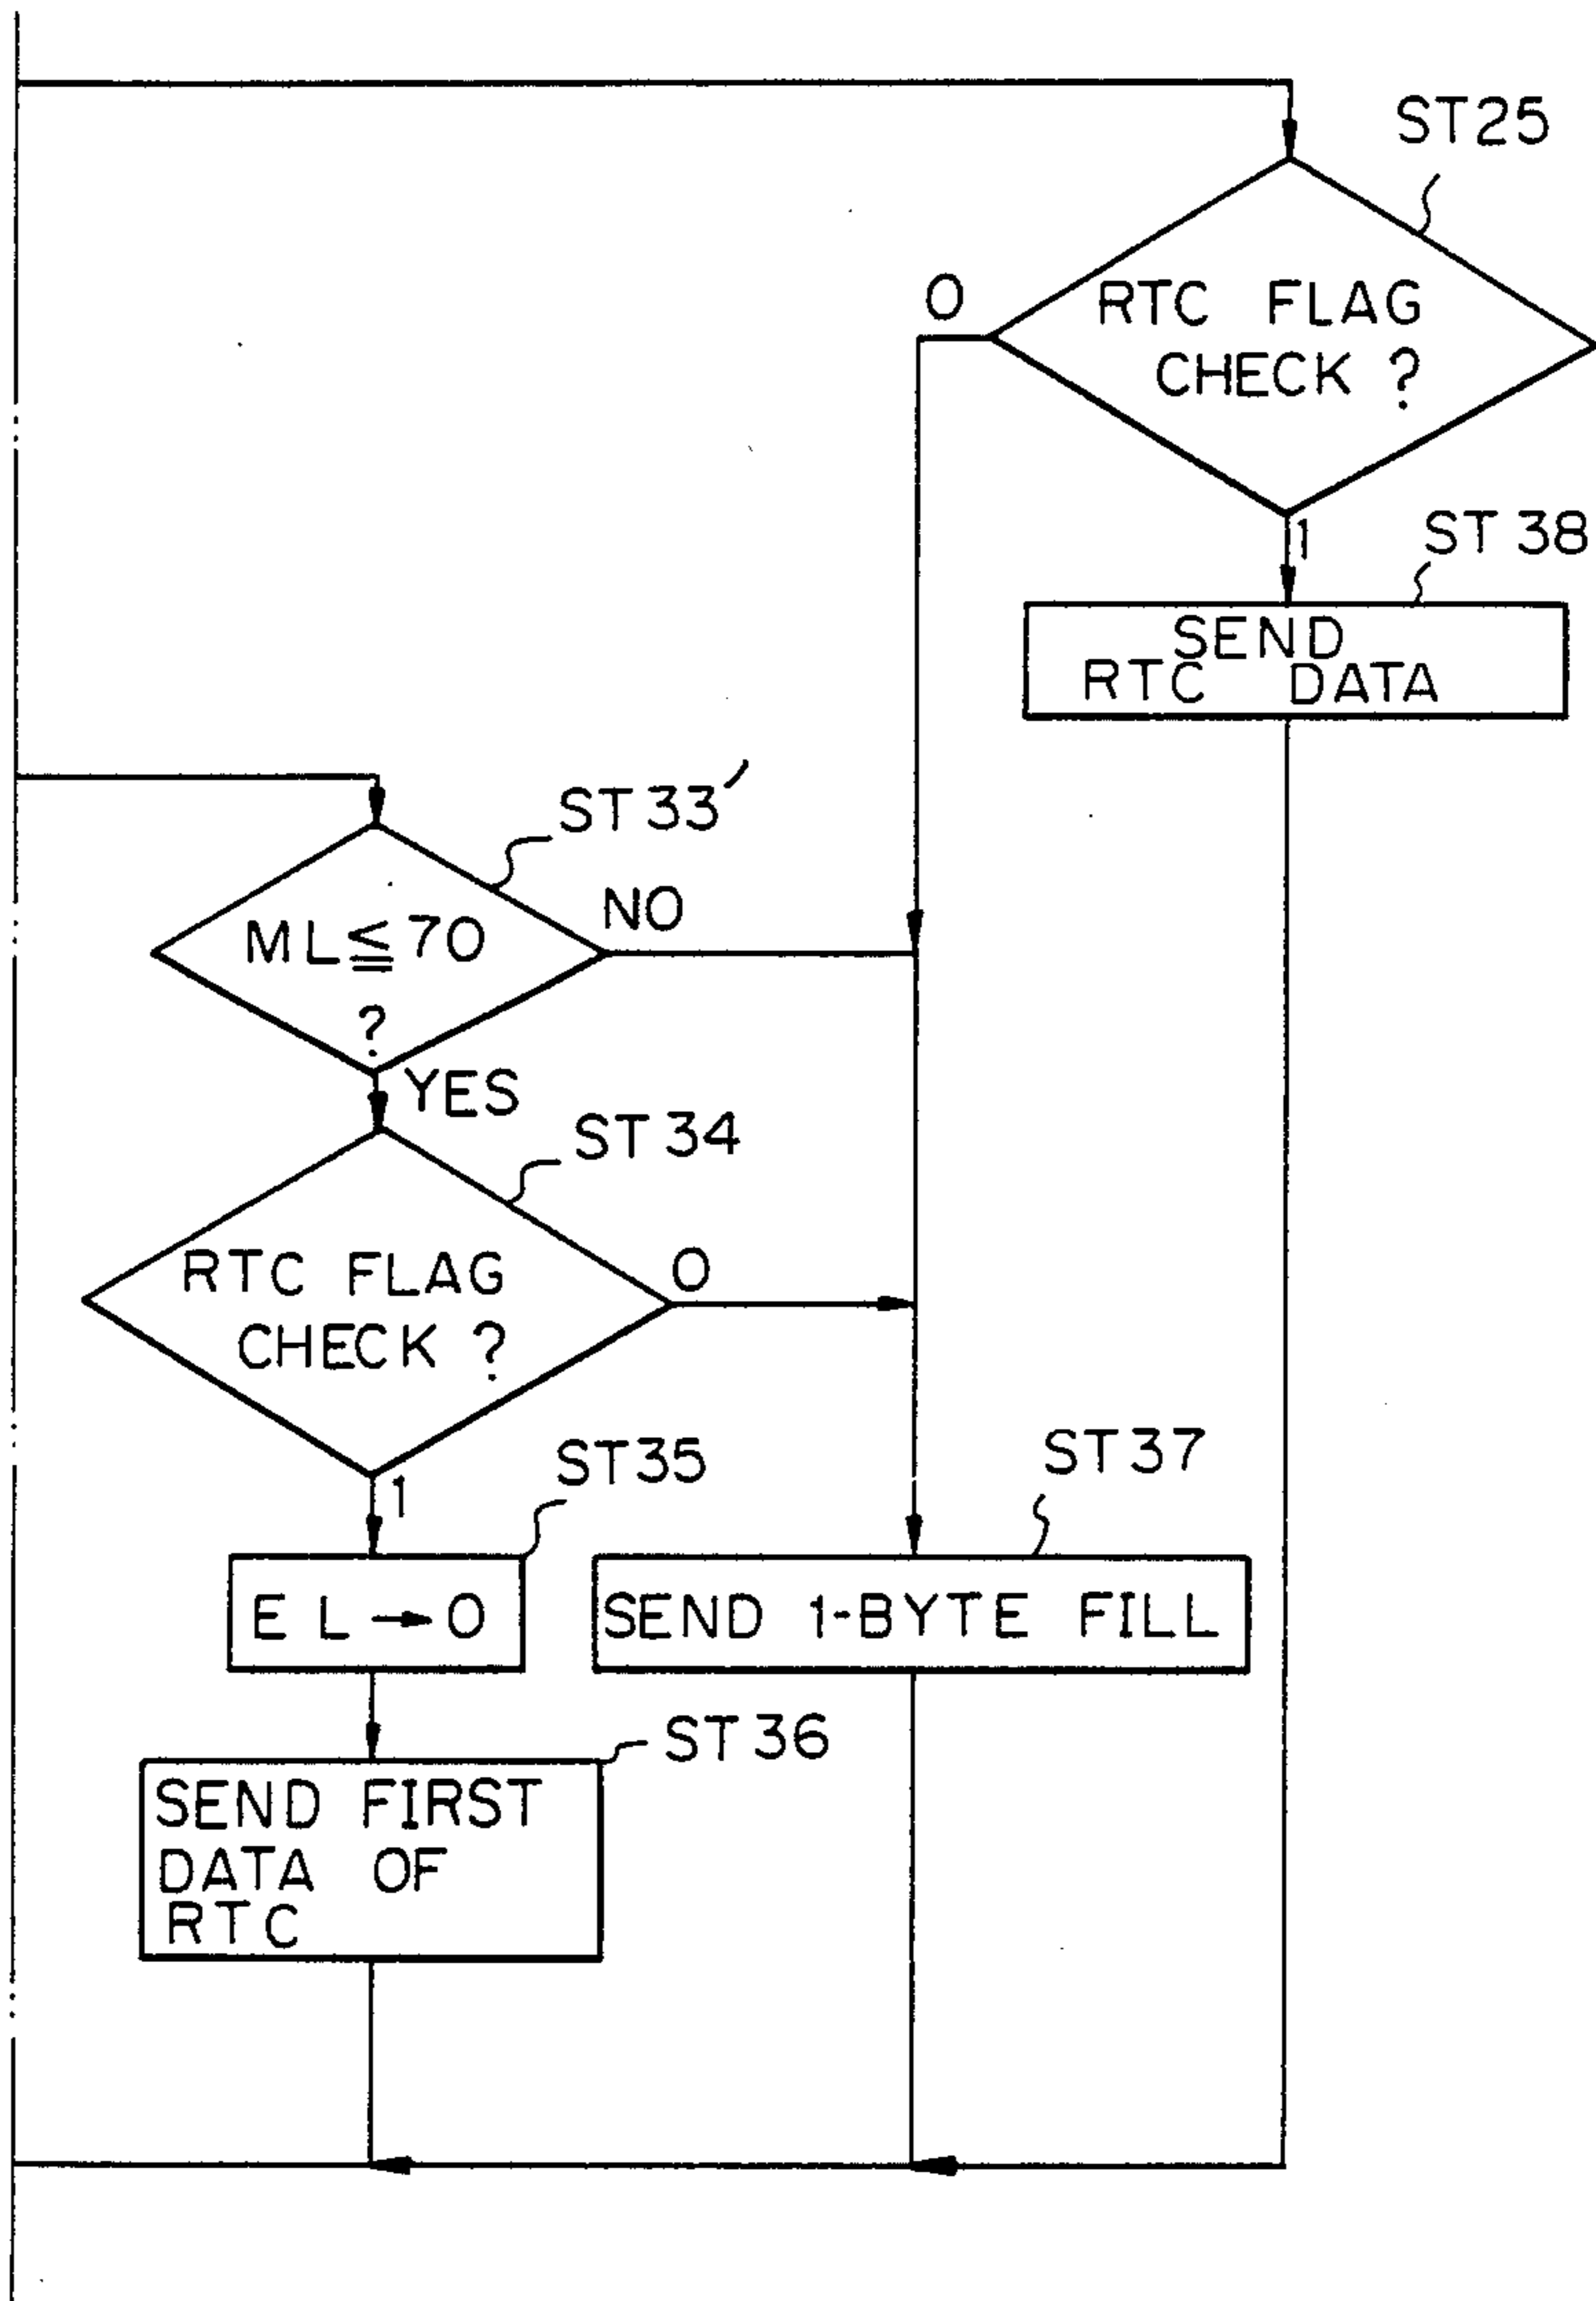 ST25
0
RTC FLAG
CHECK ?
1
ST 38
SEND
RTC DATA
ST 33'
ML≦70
?
NO
YES
ST 34
RTC FLAG
CHECK ?
0
1
ST35
ST37
E L→0
SEND 1-BYTE FILL
ST 36
SEND FIRST
DATA OF
RTC